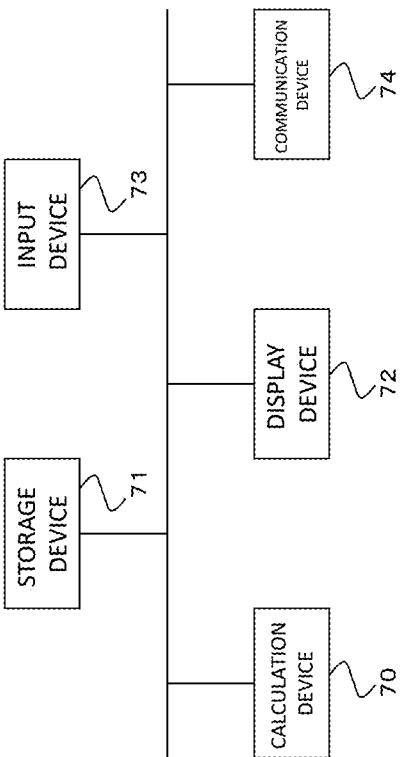 STORAGE
DEVICE
71
INPUT
DEVICE
73
CALCULATION
DEVICE
70
DISPLAY
DEVICE
72
COMMUNICATION
DEVICE
74